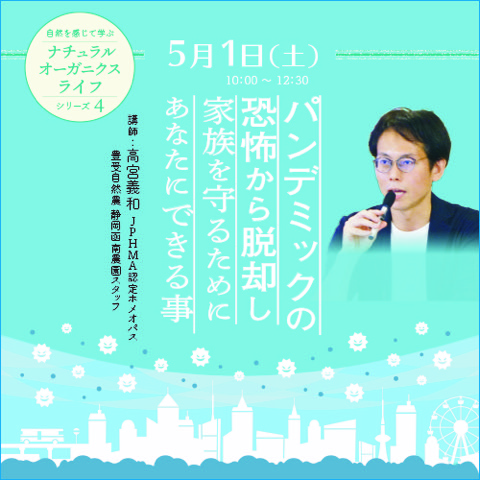 自然を感じて学ぶ
ナチュラル
オーガニクス
ライフ
シリーズ 4
5月1日(土)
10:00 〜 12:30
パンデミックの
恐怖から脱却し
家族を守るために
あなたにできる事
講師：高宮義和 JPHMA認定ホメオパス
豊受自然農 静岡函南農園スタッフ